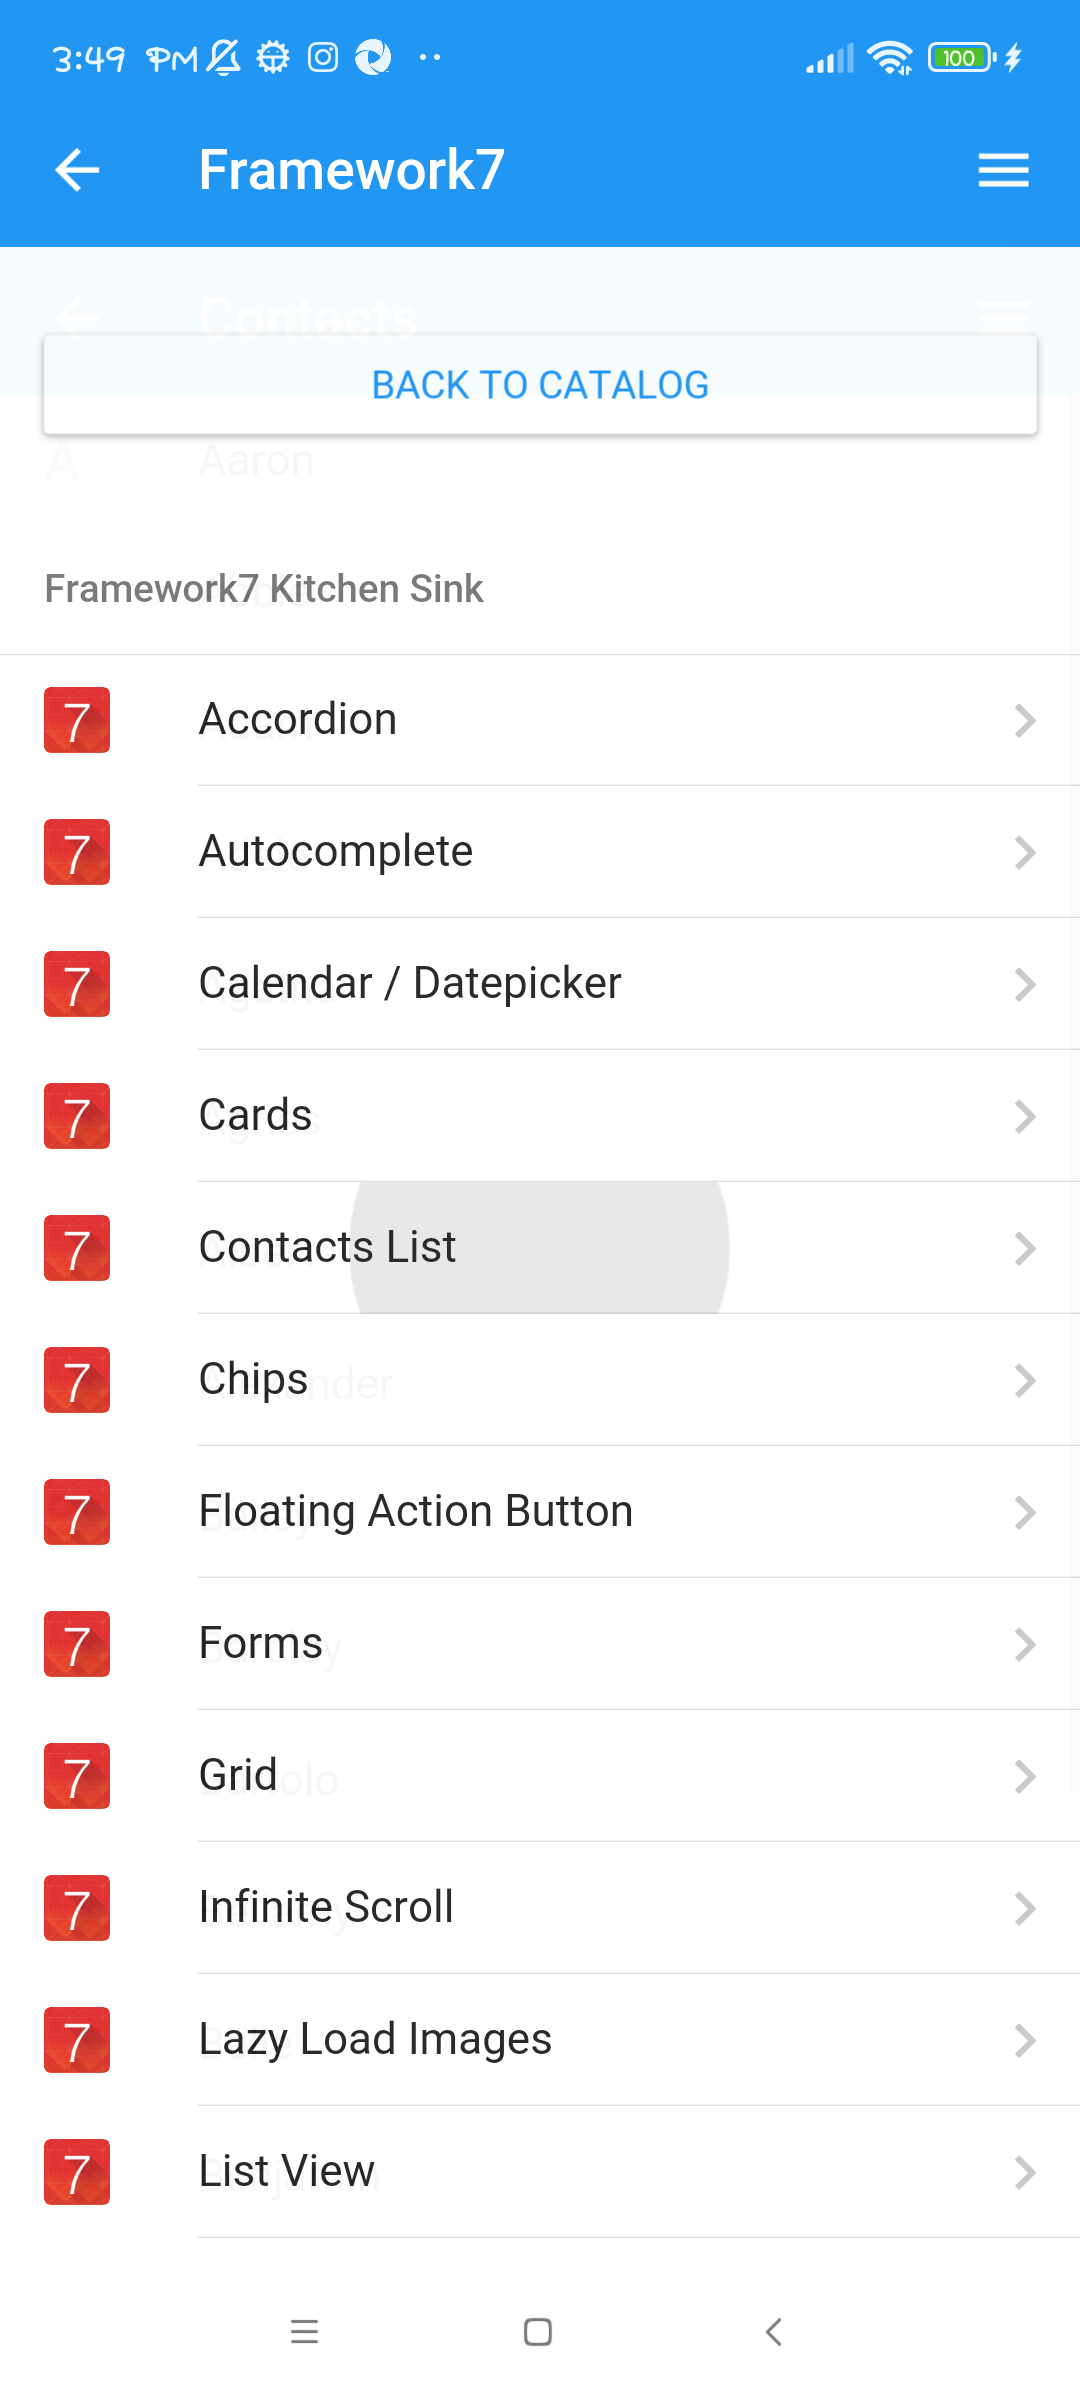 3:49 PM
100
Framework7
Contacts
BACK TO CATALOG
A Aaron
Framework7 Kitchen Sink
7 Accordion
7 Autocomplete
7 Calendar / Datepicker
7 Cards
7 Contacts List
7 Chips
7 Floating Action Button
7 Forms
7 Grid
7 Infinite Scroll
7 Lazy Load Images
7 List View